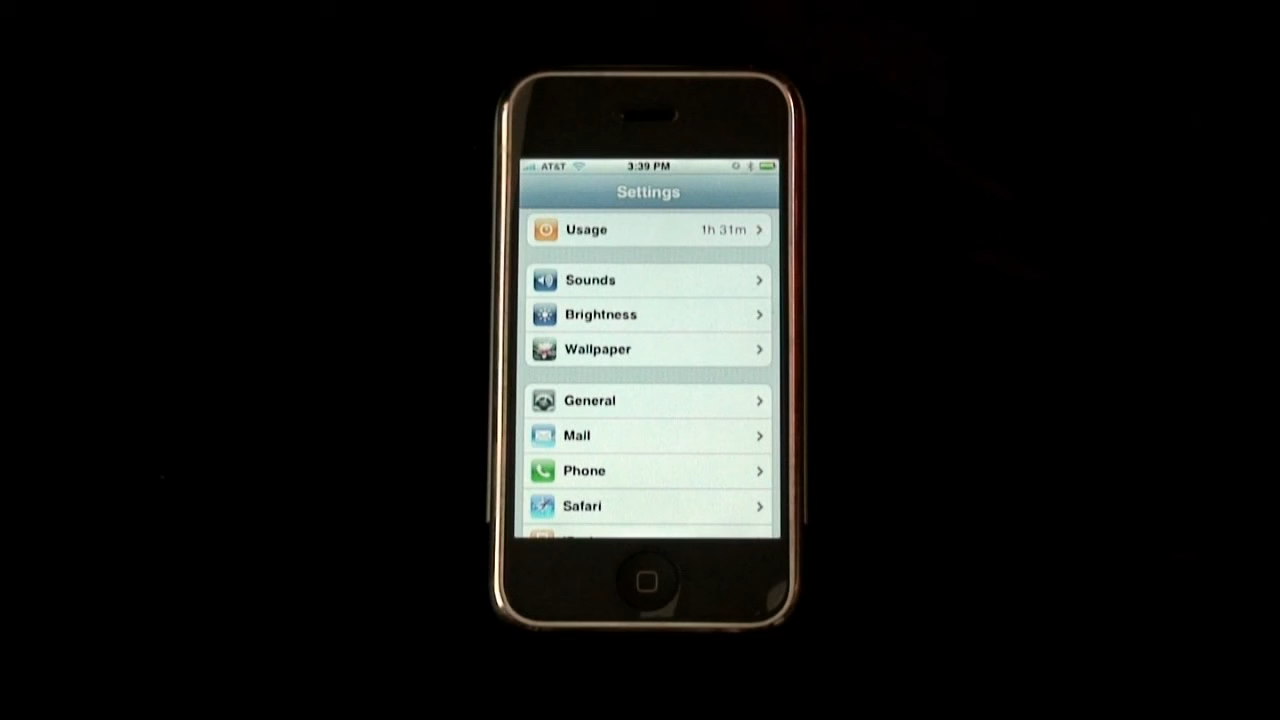 AT&T 3:39 PM
Settings
Usage 1h 31m
Sounds
Brightness
Wallpaper
General
Mail
Phone
Safari